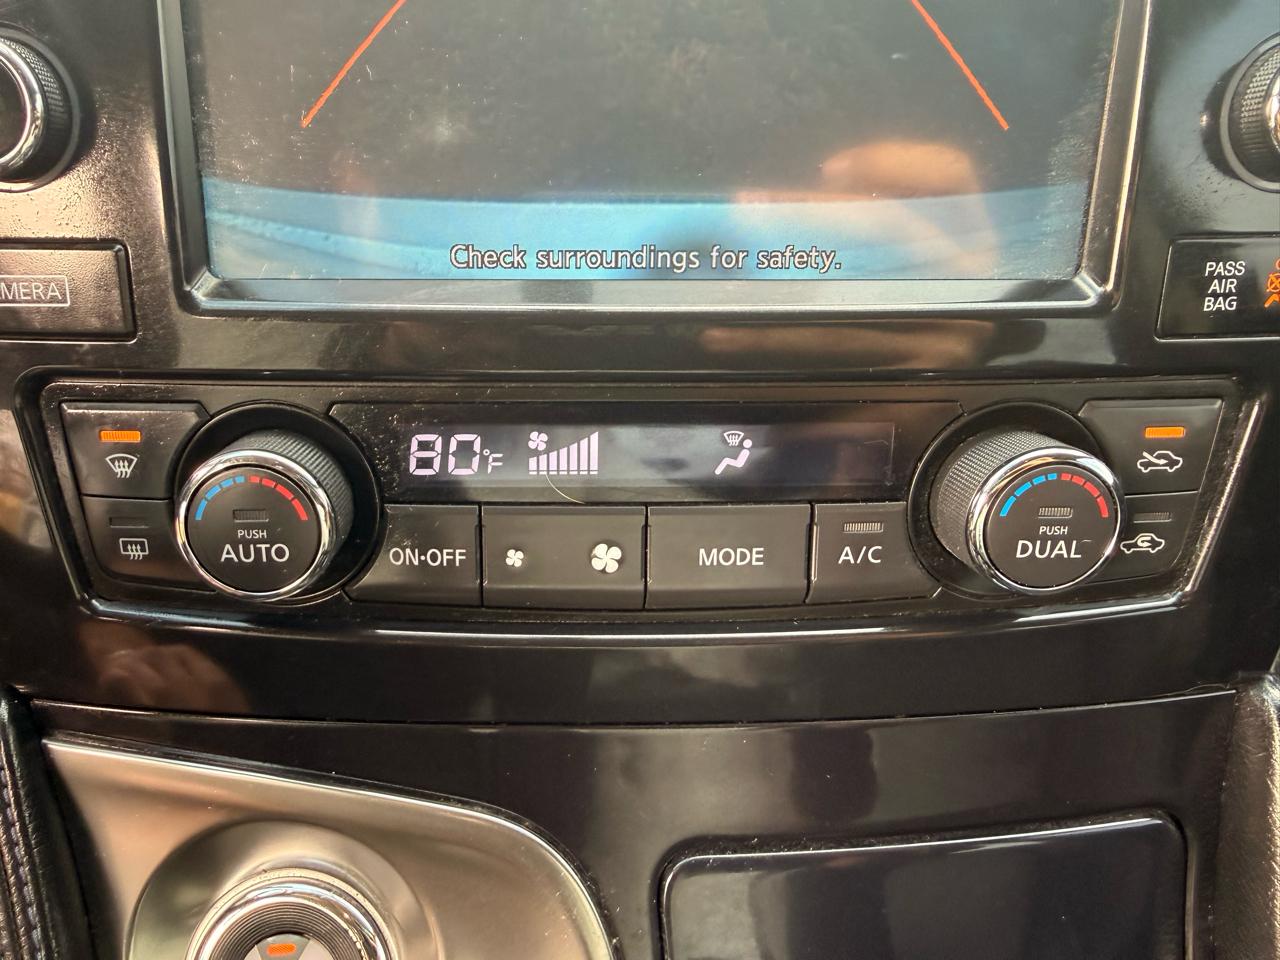 Check surroundings for safety.
MERA
PASS
AIR
BAG
80°F
PUSH
AUTO
ON•OFF
MODE
A/C
PUSH
DUAL